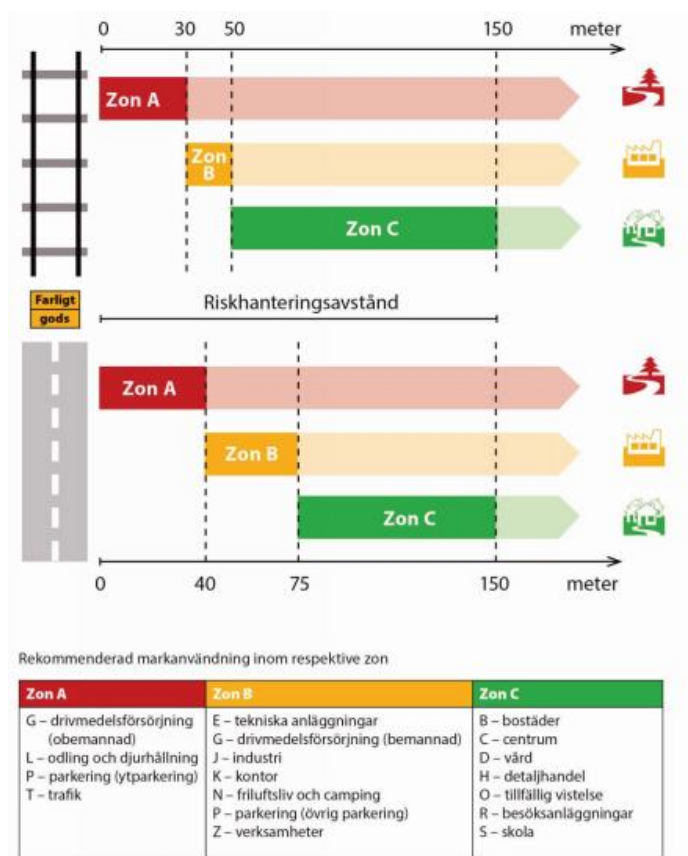 0 30 50 150 meter
Zon A
Zon
B
Zon C
Farligt
gods
Riskhanteringsavstånd
Zon A
Zon B
Zon C
0 40 75 150 meter
Rekommenderad markanvändning inom respektive zon
Zon A
G – drivmedelsförsörjning
(obemannad)
L – odling och djurhållning
P – parkering (ytparkering)
T – trafik
Zon B
E – tekniska anläggningar
G – drivmedelsförsörjning (bemannad)
J – industri
K – kontor
N – friluftsliv och camping
P – parkering (övrig parkering)
Z – verksamheter
Zon C
B – bostäder
C – centrum
D – vård
H – detaljhandel
O – tillfällig vistelse
R – besöksanläggningar
S – skola